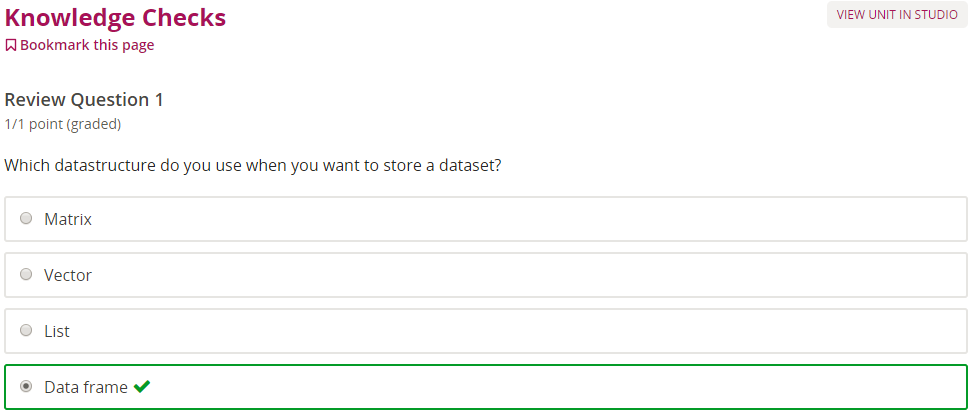 Knowledge Checks
VIEW UNIT IN STUDIO
Bookmark this page
Review Question 1
1/1 point (graded)
Which datastructure do you use when you want to store a dataset?
Matrix
Vector
List
Data frame